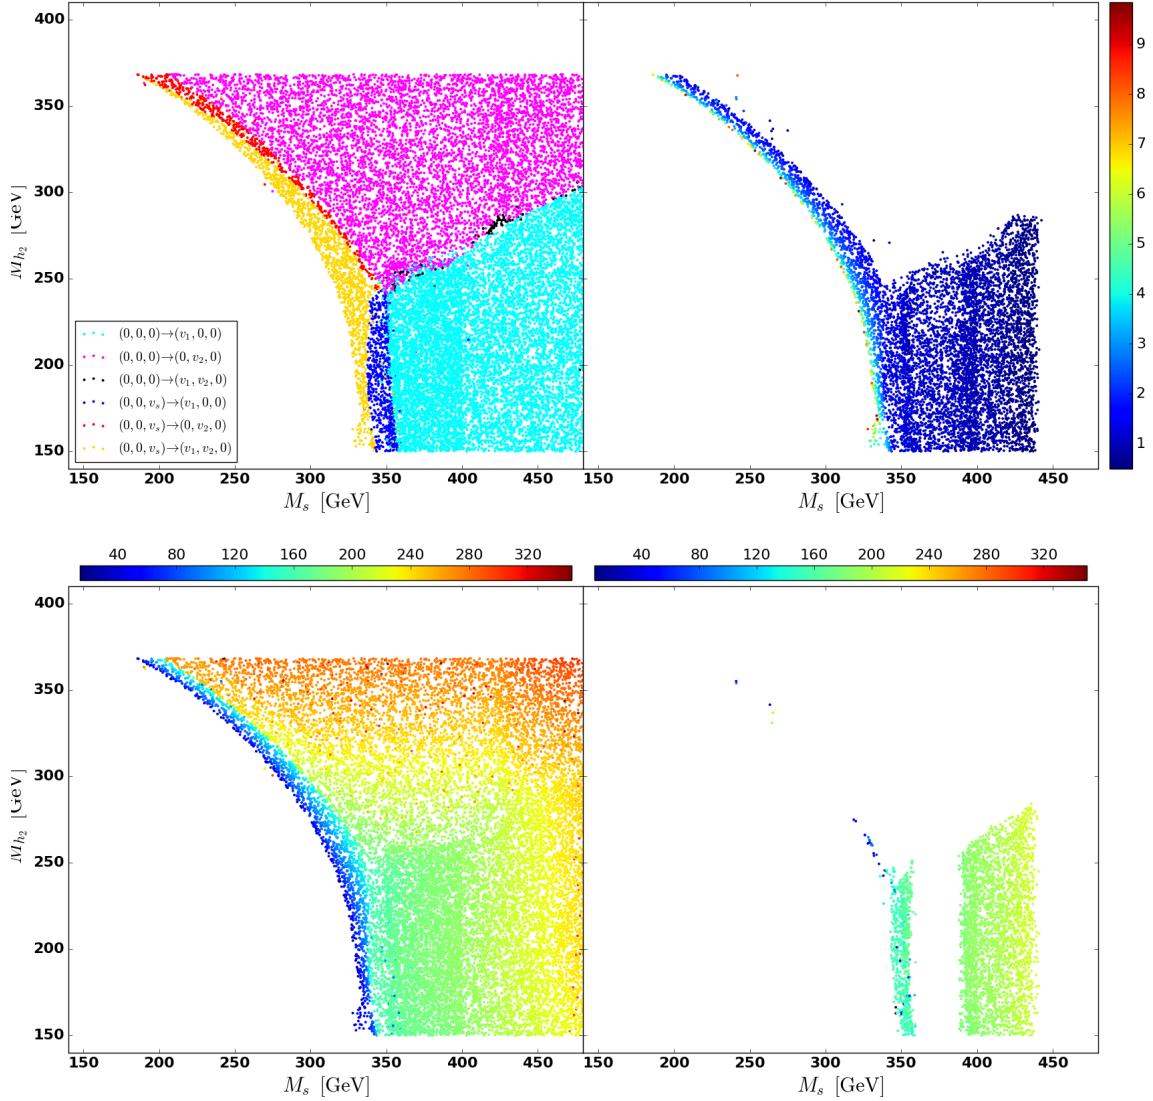 400
350
300
250
200
150
M_{h_2} [GeV]
(0,0,0)→(v_1,0,0)
(0,0,0)→(0,v_2,0)
(0,0,0)→(v_1,v_2,0)
(0,0,v_s)→(v_1,0,0)
(0,0,v_s)→(0,v_2,0)
(0,0,v_s)→(v_1,v_2,0)
150 200 250 300 350 400 450
M_s [GeV]
150 200 250 300 350 400 450
M_s [GeV]
9
8
7
6
5
4
3
2
1
40 80 120 160 200 240 280 320
40 80 120 160 200 240 280 320
400
350
300
250
200
150
M_{h_2} [GeV]
150 200 250 300 350 400 450
M_s [GeV]
150 200 250 300 350 400 450
M_s [GeV]